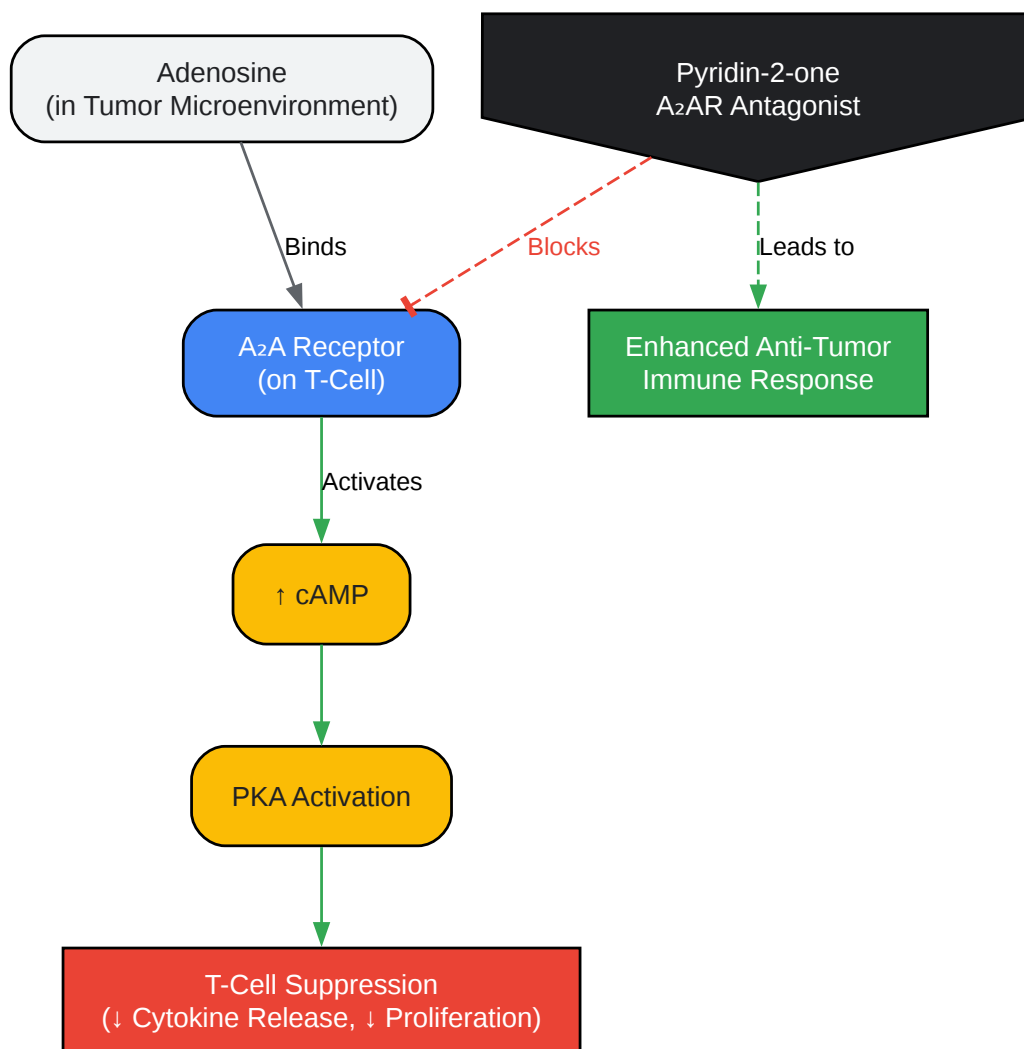 Adenosine
(in Tumor Microenvironment)
Pyridin-2-one
A₂AR Antagonist
Binds
Blocks
Leads to
A₂A Receptor
(on T-Cell)
Enhanced Anti-Tumor
Immune Response
Activates
↑ cAMP
PKA Activation
T-Cell Suppression
(↓ Cytokine Release, ↓ Proliferation)